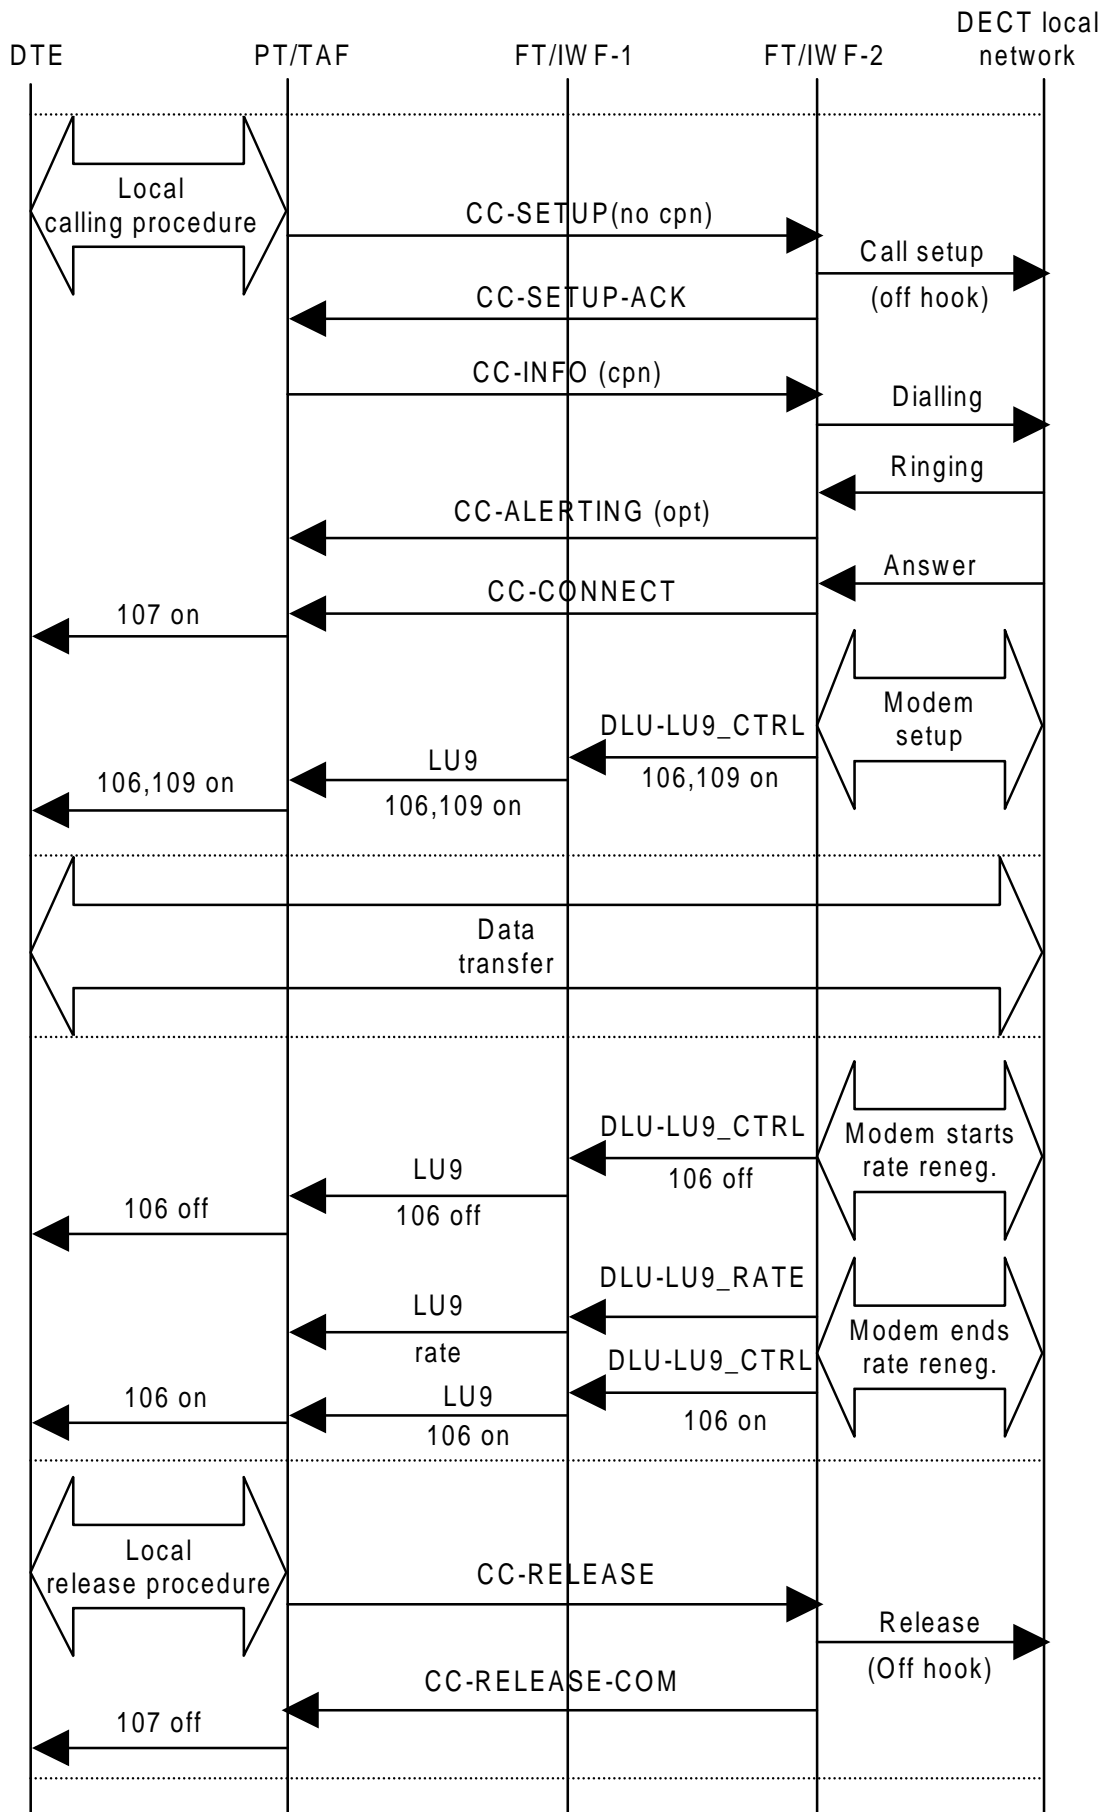 DECT local
network
DTE
PT/TAF
FT/IWF-1
FT/IWF-2
Local
calling procedure
CC-SETUP(no cpn)
Call setup
(off hook)
CC-SETUP-ACK
CC-INFO (cpn)
Dialling
Ringing
CC-ALERTING (opt)
Answer
CC-CONNECT
107 on
Modem
setup
DLU-LU9_CTRL
106,109 on
LU9
106,109 on
106,109 on
Data
transfer
Modem starts
rate reneg.
DLU-LU9_CTRL
106 off
LU9
106 off
106 off
DLU-LU9_RATE
LU9
rate
Modem ends
rate reneg.
DLU-LU9_CTRL
106 on
LU9
106 on
106 on
Local
release procedure
CC-RELEASE
Release
(Off hook)
CC-RELEASE-COM
107 off